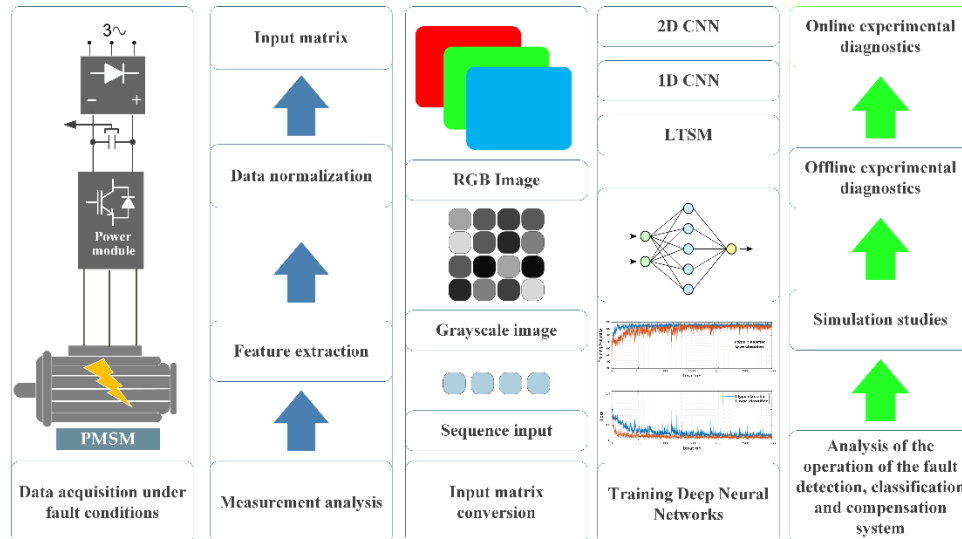 3∿
−
+
Power
module
PMSM
Data acquisition under
fault conditions
Input matrix
Data normalization
Feature extraction
Measurement analysis
RGB Image
Grayscale image
Sequence input
Input matrix
conversion
2D CNN
1D CNN
LTSM
Training Deep Neural
Networks
Online experimental
diagnostics
Offline experimental
diagnostics
Simulation studies
Analysis of the
operation of the fault
detection, classification
and compensation
system